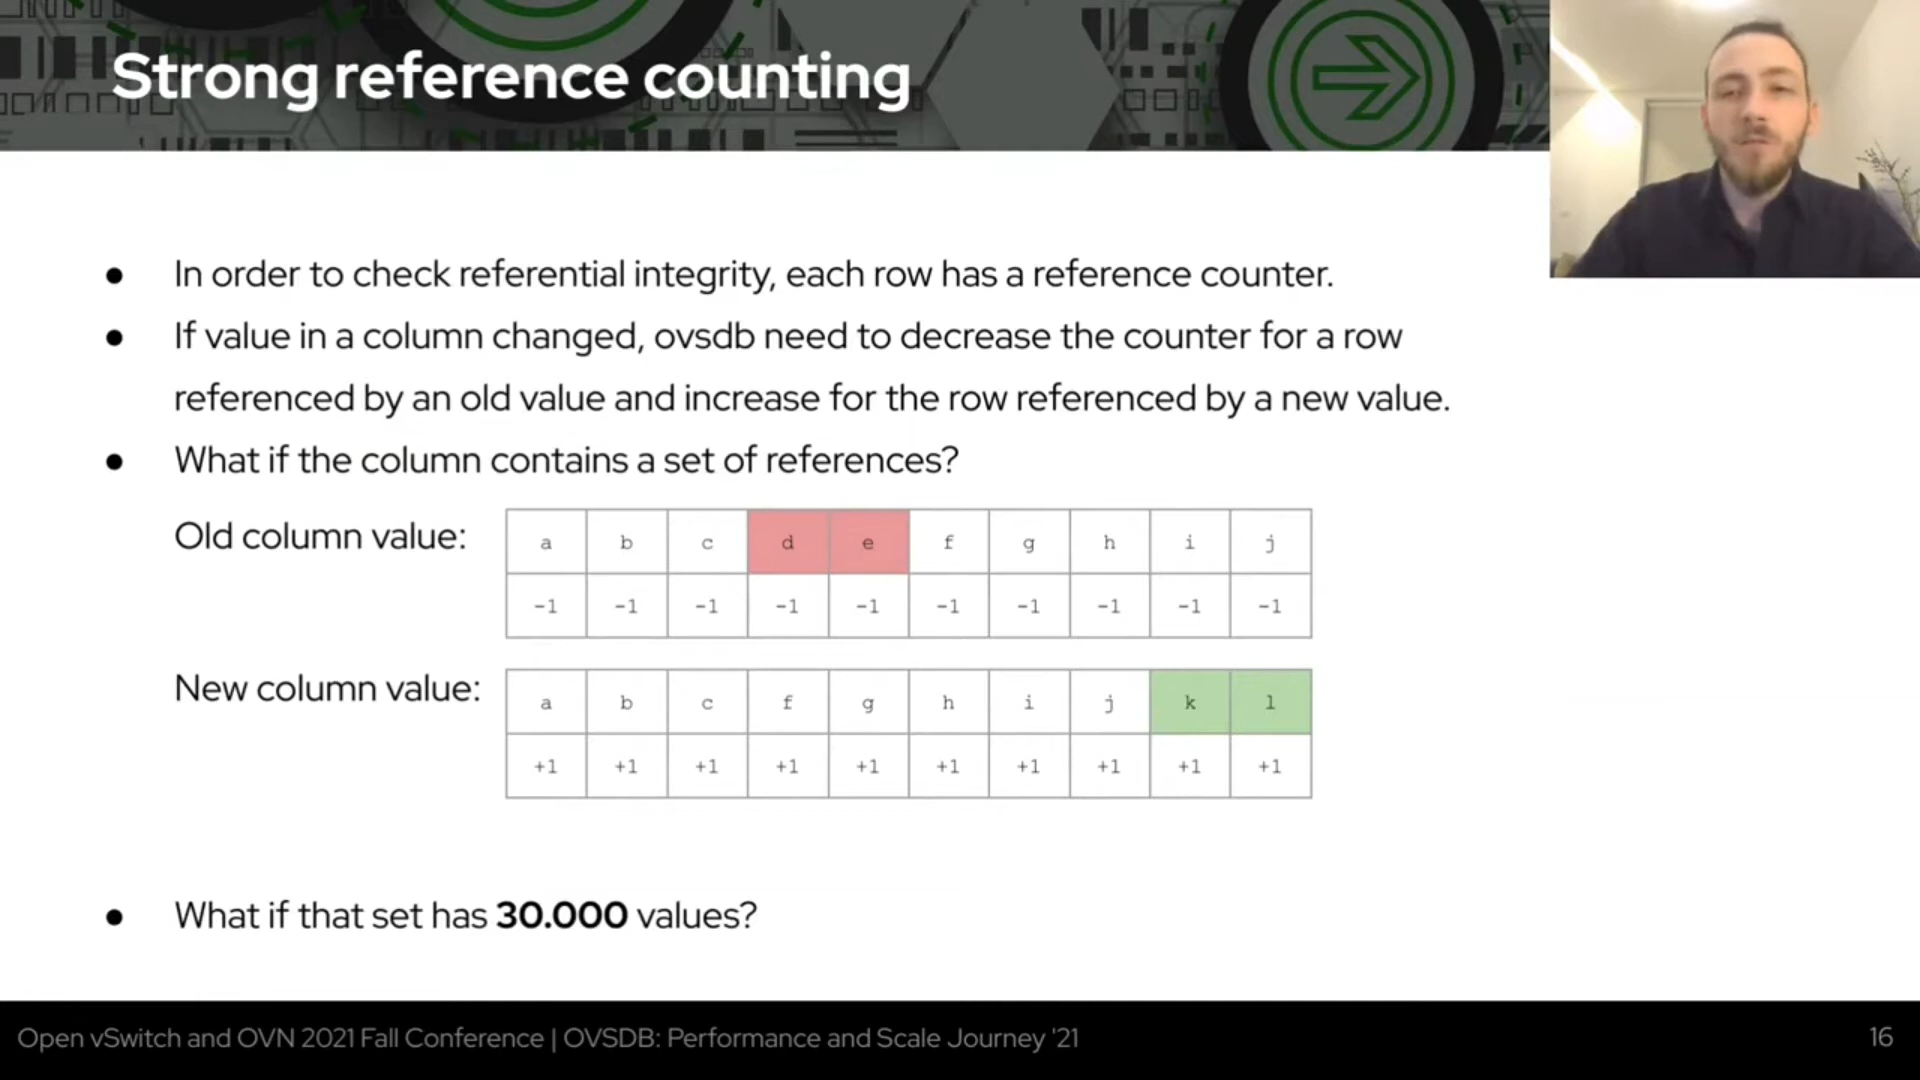 Strong reference counting
● In order to check referential integrity, each row has a reference counter.
● If value in a column changed, ovsdb need to decrease the counter for a row
referenced by an old value and increase for the row referenced by a new value.
● What if the column contains a set of references?
Old column value: a b c d e f g h i j
-1 -1 -1 -1 -1 -1 -1 -1 -1 -1
New column value: a b c f g h i j k l
+1 +1 +1 +1 +1 +1 +1 +1 +1 +1
● What if that set has 30.000 values?
Open vSwitch and OVN 2021 Fall Conference | OVSDB: Performance and Scale Journey '21 16